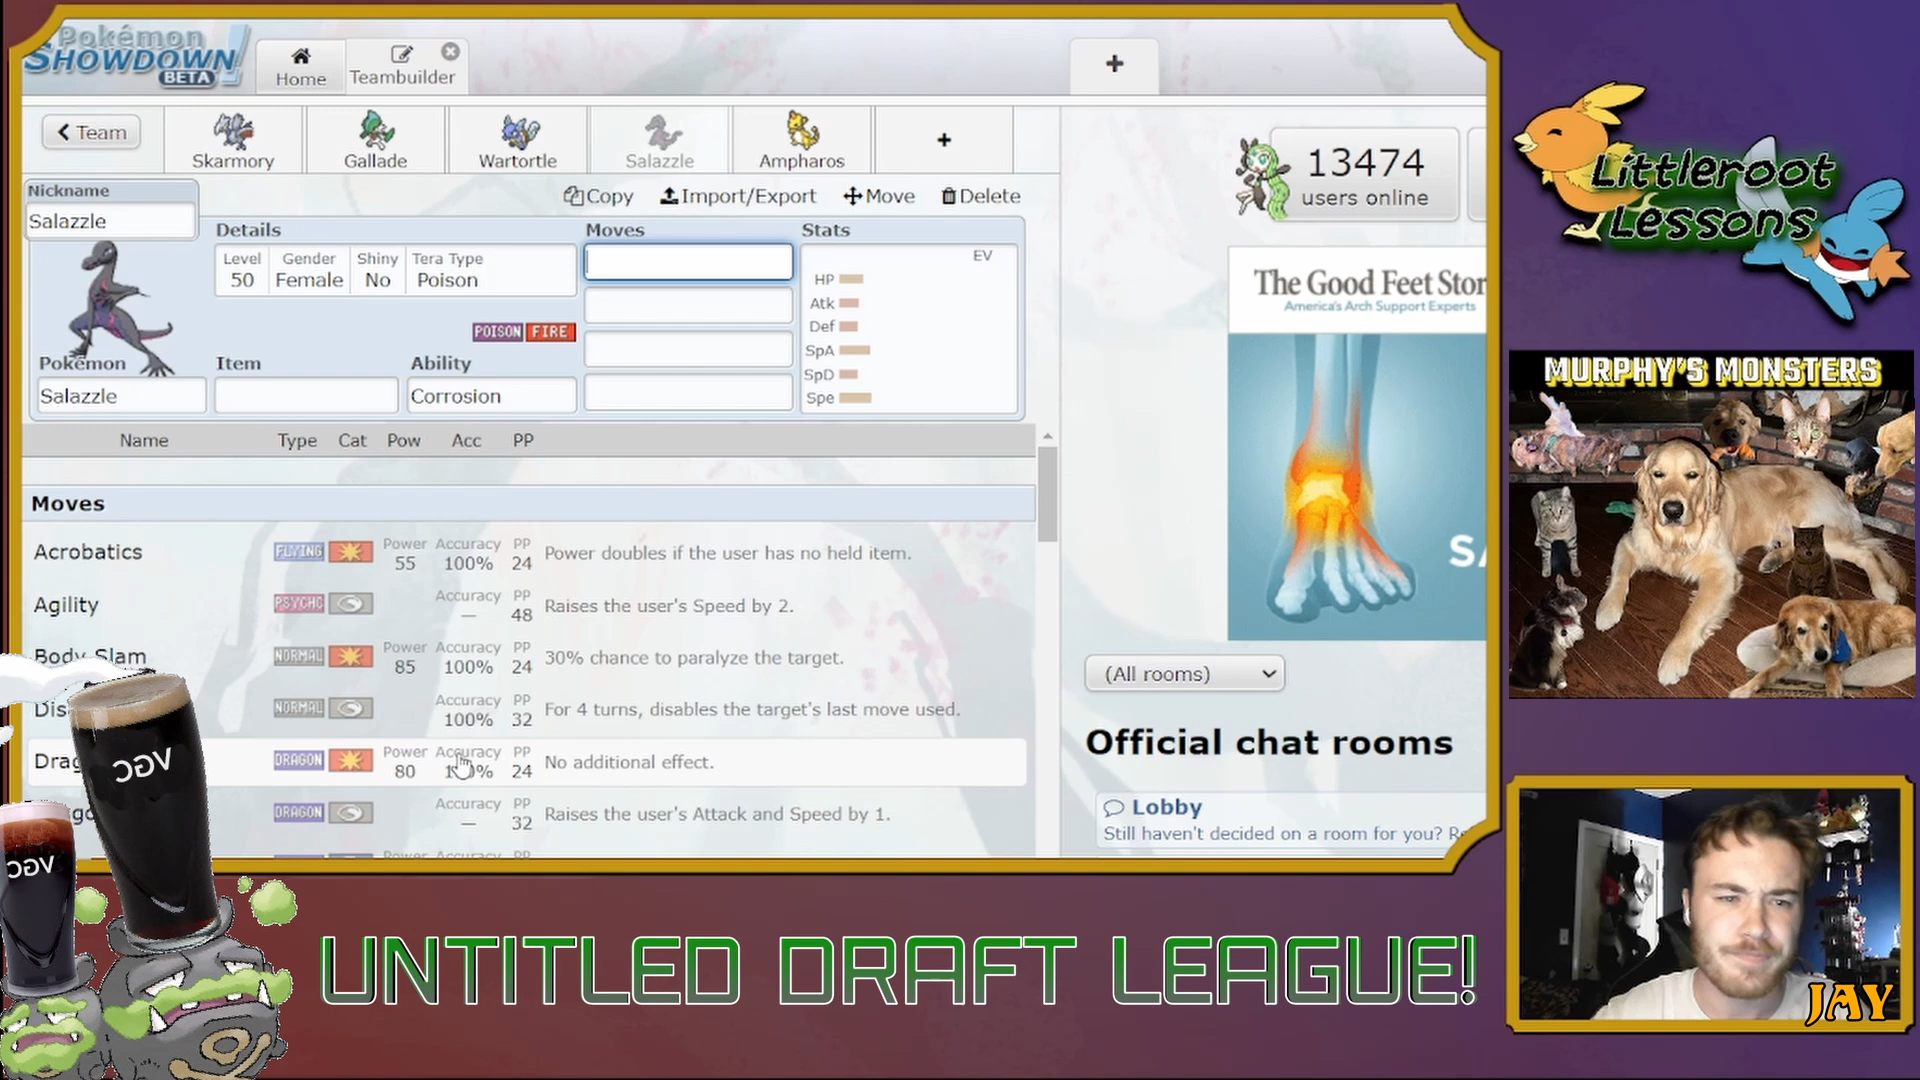 Pokémon
SHOWDOWN!
BETA
Home
Teambuilder
+
Team
Skarmory
Gallade
Wartortle
Salazzle
Ampharos
+
Nickname
Salazzle
Copy
Import/Export
Move
Delete
Details
Moves
Stats
Level
Gender
Shiny
Tera Type
50
Female
No
Poison
EV
HP
Atk
Def
SpA
SpD
Spe
POISON FIRE
Pokémon
Item
Ability
Salazzle
Corrosion
Name Type Cat Pow Acc PP
Moves
Acrobatics FLYING Power 55 Accuracy 100% PP 24 Power doubles if the user has no held item.
Agility PSYCHC Accuracy — PP 48 Raises the user's Speed by 2.
Body Slam NORMAL Power 85 100% PP 24 30% chance to paralyze the target.
Dis NORMAL Accuracy 100% PP 32 For 4 turns, disables the target's last move used.
Drag DRAGON Power 80 Accuracy PP 24 No additional effect.
DRAGON Accuracy — PP 32 Raises the user's Attack and Speed by 1.
13474
users online
The Good Feet Stor
America's Arch Support Experts
SA
(All rooms)
Official chat rooms
Lobby
Still haven't decided on a room for you? R
Littleroot
Lessons
MURPHY'S MONSTERS
VGC
VGC
UNTITLED DRAFT LEAGUE!
JAY